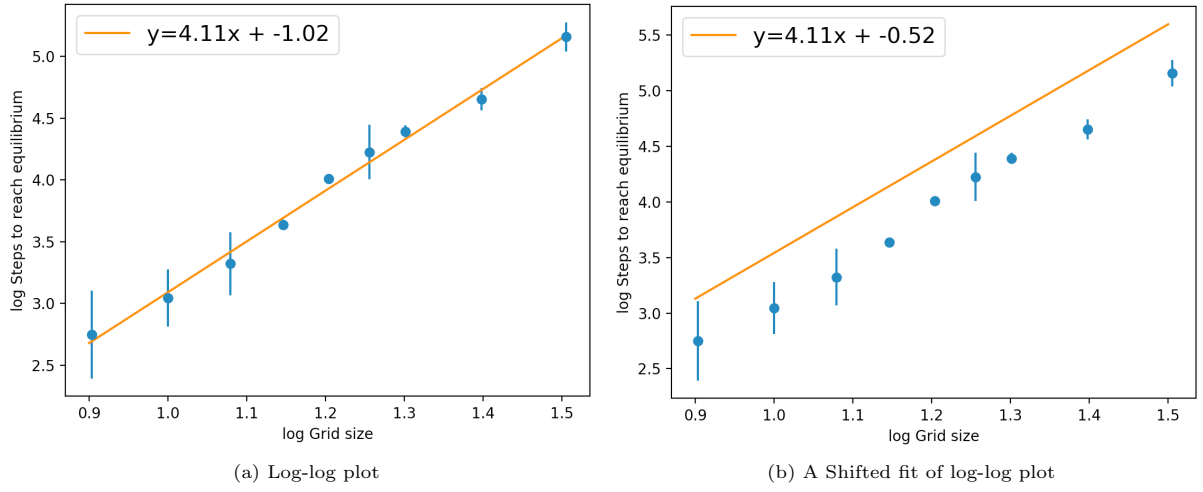 y=4.11x + -1.02
log Steps to reach equilibrium
5.0
4.5
4.0
3.5
3.0
2.5
0.9 1.0 1.1 1.2 1.3 1.4 1.5
log Grid size
(a) Log-log plot
y=4.11x + -0.52
log Steps to reach equilibrium
5.5
5.0
4.5
4.0
3.5
3.0
2.5
0.9 1.0 1.1 1.2 1.3 1.4 1.5
log Grid size
(b) A Shifted fit of log-log plot